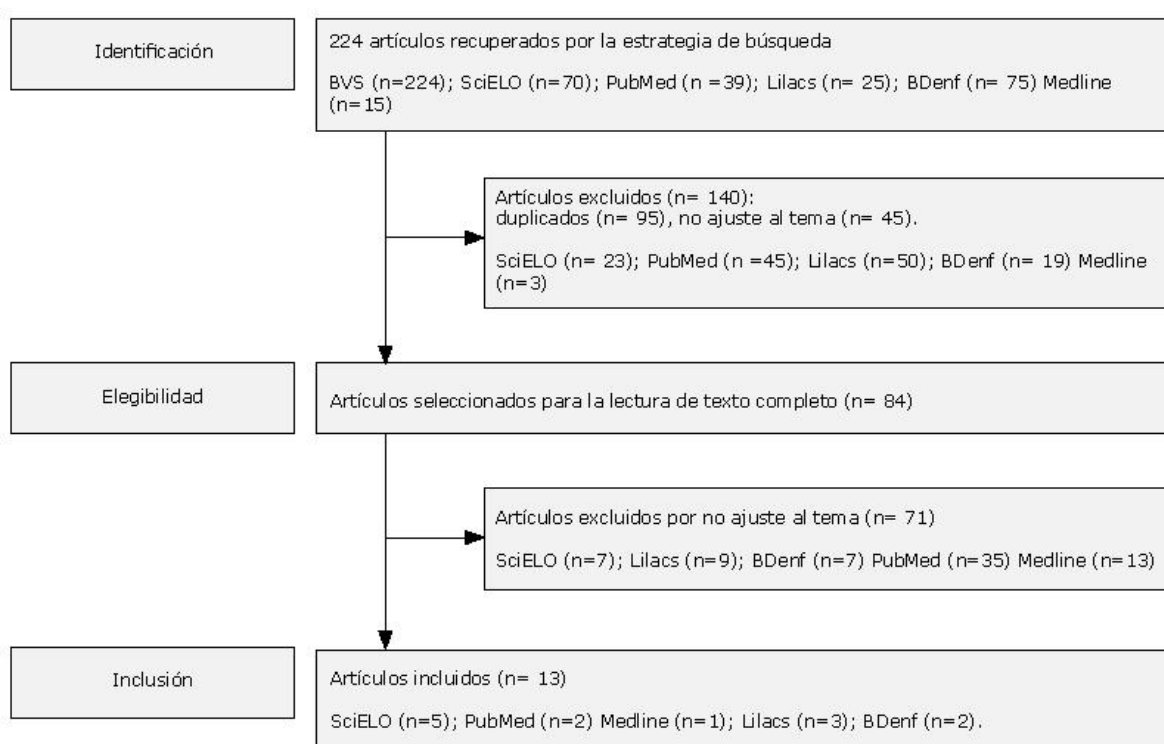 Identificación
224 artículos recuperados por la estrategia de búsqueda
BVS (n=224); SciELO (n=70); PubMed (n =39); Lilacs (n= 25); BDenf (n= 75) Medline
(n=15)
Artículos excluidos (n= 140):
duplicados (n= 95), no ajuste al tema (n= 45).
SciELO (n= 23); PubMed (n =45); Lilacs (n=50); BDenf (n= 19) Medline
(n=3)
Elegibilidad
Artículos seleccionados para la lectura de texto completo (n= 84)
Artículos excluidos por no ajuste al tema (n= 71)
SciELO (n=7); Lilacs (n=9); BDenf (n=7) PubMed (n=35) Medline (n=13)
Inclusión
Artículos incluidos (n= 13)
SciELO (n=5); PubMed (n=2) Medline (n=1); Lilacs (n=3); BDenf (n=2).